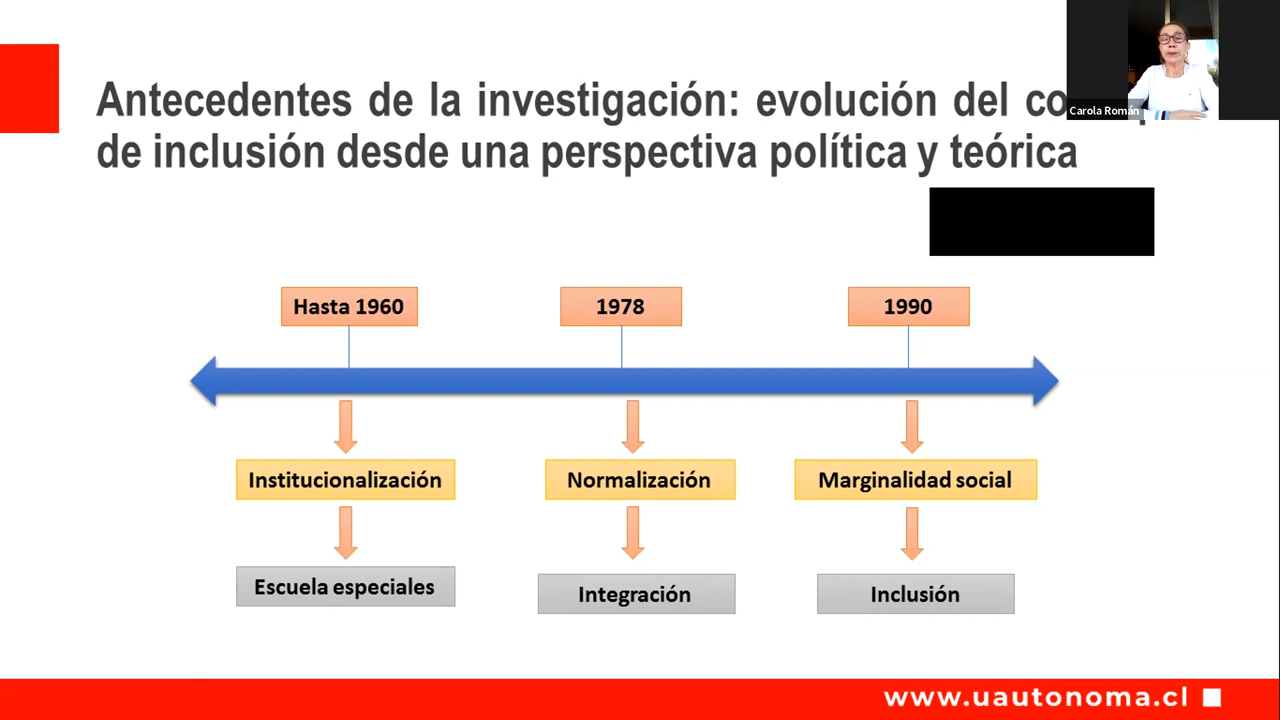 Antecedentes de la investigación: evolución del
de inclusión desde una perspectiva política y teórica
Carola Román
Hasta 1960
1978
1990
Institucionalización
Normalización
Marginalidad social
Escuela especiales
Integración
Inclusión
www.uautonoma.cl